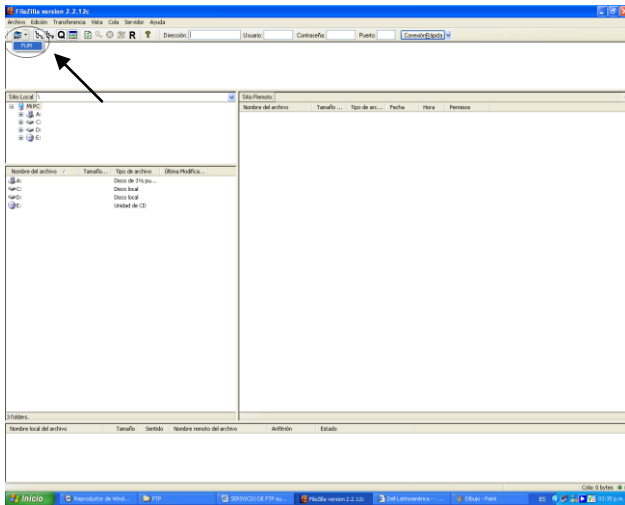 FileZilla version 2.2.12c
Archivo Edición Transferencia Vista Cola Servidor Ayuda
Q R ? Dirección: Usuario: Contraseña: Puerto: Conexión Rápida
FUM
Sitio Local \ Sitio Remoto
Nombre del archivo Tamaño ... Tipo de arc... Fecha Hora Permisos
Mi PC
A:
C:
D:
E:
Nombre del archivo / Tamaño... Tipo de archivo Última Modifica...
A: Disco de 3½ pu...
C: Disco local
D: Disco local
E: Unidad de CD
3 folders.
Nombre local del archivo Tamaño Sentido Nombre remoto del archivo Anfitrión Estado
Cola: 0 bytes
Inicio Reproductor de Wind... FTP SERIVICIO DE FTP su... FileZilla version 2.2.12c Dell Latinoamérica - -... Dibujo - Paint ES 03:35 p.m.